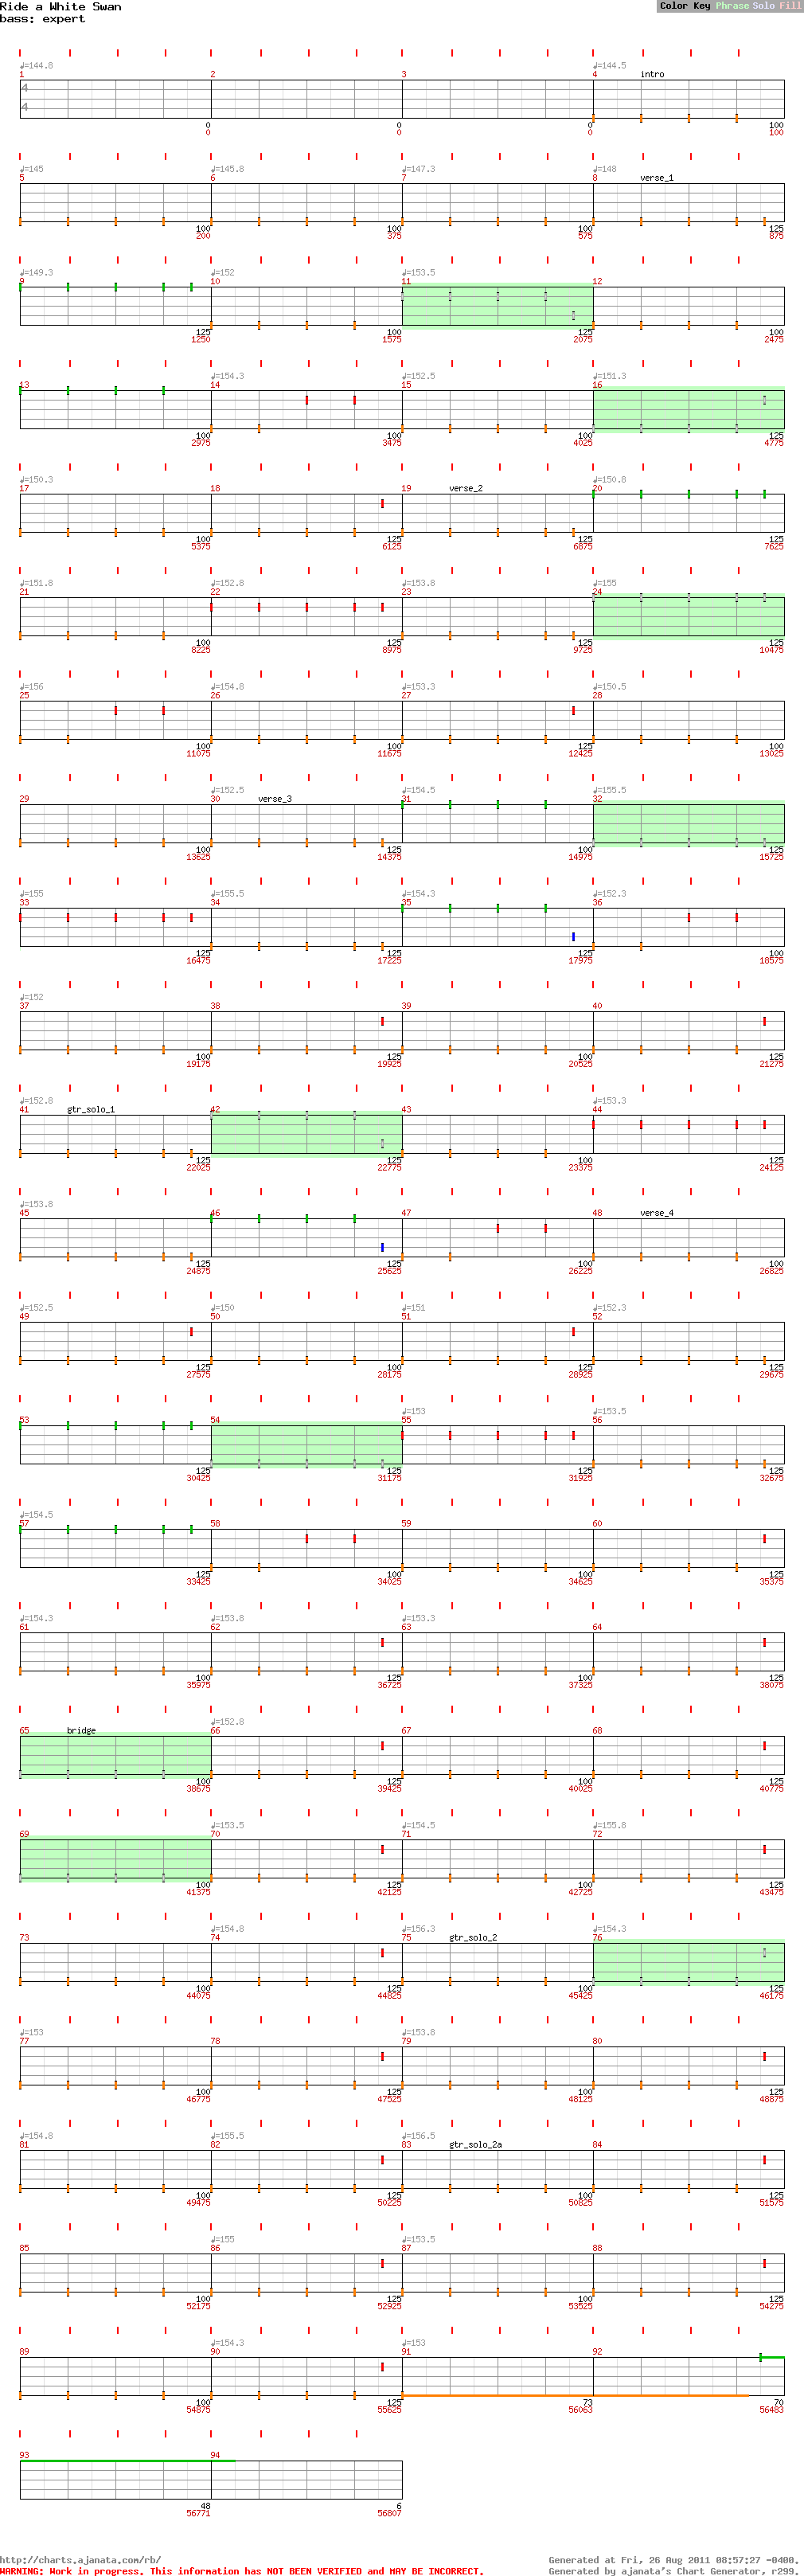 Ride a White Swan
bass: expert
Color Key Phrase Solo Fill
♩=144.8 ♩=144.5
1 2 3 4 intro
4
4
0 0 0 100
0 0 0 100
♩=145 ♩=145.8 ♩=147.3 ♩=148
5 6 7 8 verse_1
100 100 100 125
200 375 575 875
♩=149.3 ♩=152 ♩=153.5
9 10 11 12
125 100 125 100
1250 1575 2075 2475
♩=154.3 ♩=152.5 ♩=151.3
13 14 15 16
100 100 100 125
2975 3475 4025 4775
♩=150.3 ♩=150.8
17 18 19 verse_2 20
100 125 125 125
5375 6125 6875 7625
♩=151.8 ♩=152.8 ♩=153.8 ♩=155
21 22 23 24
100 125 125 125
8225 8975 9725 10475
♩=156 ♩=154.8 ♩=153.3 ♩=150.5
25 26 27 28
100 100 125 100
11075 11675 12425 13025
♩=152.5 ♩=154.5 ♩=155.5
29 30 verse_3 31 32
100 125 100 125
13625 14375 14975 15725
♩=155 ♩=155.5 ♩=154.3 ♩=152.3
33 34 35 36
125 125 125 100
16475 17225 17975 18575
♩=152
37 38 39 40
100 125 100 125
19175 19925 20525 21275
♩=152.8 ♩=153.3
41 gtr_solo_1 42 43 44
125 125 100 125
22025 22775 23375 24125
♩=153.8
45 46 47 48 verse_4
125 125 100 100
24875 25625 26225 26825
♩=152.5 ♩=150 ♩=151 ♩=152.3
49 50 51 52
125 100 125 125
27575 28175 28925 29675
♩=153 ♩=153.5
53 54 55 56
125 125 125 125
30425 31175 31925 32675
♩=154.5
57 58 59 60
125 100 100 125
33425 34025 34625 35375
♩=154.3 ♩=153.8 ♩=153.3
61 62 63 64
100 125 100 125
35975 36725 37325 38075
♩=152.8
65 bridge 66 67 68
100 125 100 125
38675 39425 40025 40775
♩=153.5 ♩=154.5 ♩=155.8
69 70 71 72
100 125 100 125
41375 42125 42725 43475
♩=154.8 ♩=156.3 ♩=154.3
73 74 75 gtr_solo_2 76
100 125 100 125
44075 44825 45425 46175
♩=153 ♩=153.8
77 78 79 80
100 125 100 125
46775 47525 48125 48875
♩=154.8 ♩=155.5 ♩=156.5
81 82 83 gtr_solo_2a 84
100 125 100 125
49475 50225 50825 51575
♩=155 ♩=153.5
85 86 87 88
100 125 100 125
52175 52925 53525 54275
♩=154.3 ♩=153
89 90 91 92
100 125 73 70
54875 55625 56063 56483
93 94
48 6
56771 56807
http://charts.ajanata.com/rb/
Generated at Fri, 26 Aug 2011 08:57:27 -0400.
WARNING: Work in progress. This information has NOT BEEN VERIFIED and MAY BE INCORRECT.
Generated by ajanata's Chart Generator, r299.